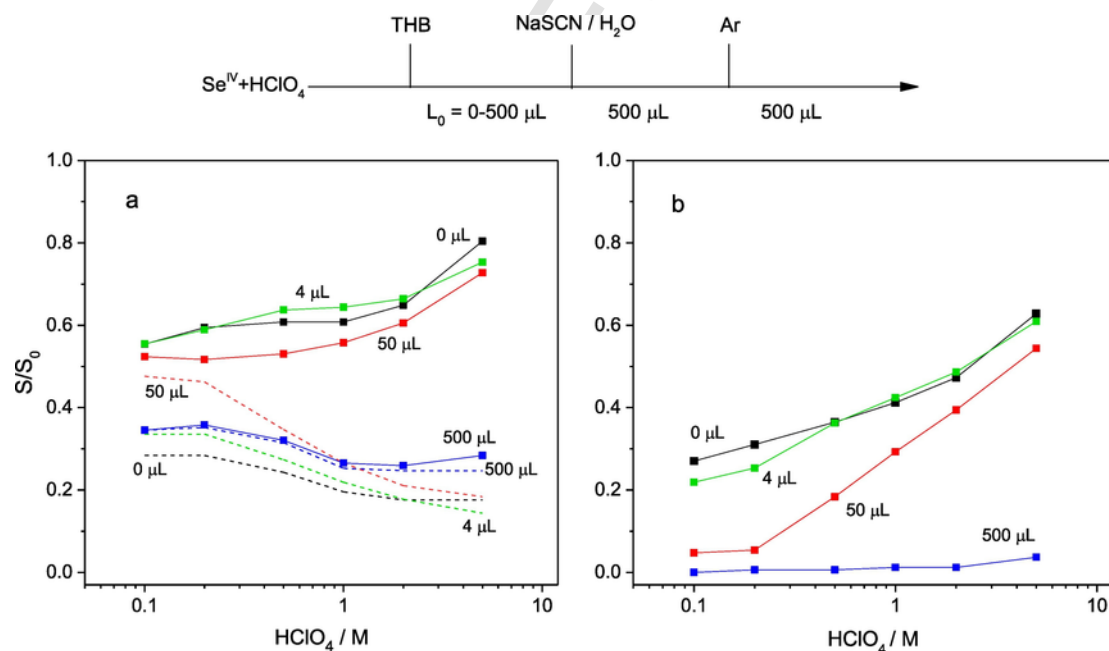 THB NaSCN / H₂O Ar
Se^IV+HClO₄
L₀ = 0-500 µL 500 µL 500 µL
a
1.0
0.8
0.6
0.4
0.2
0.0
S/S₀
0 µL
4 µL
50 µL
50 µL
500 µL
0 µL
500 µL
4 µL
0.1 1 10
HClO₄ / M
b
1.0
0.8
0.6
0.4
0.2
0.0
0 µL
4 µL
50 µL
500 µL
0.1 1 10
HClO₄ / M